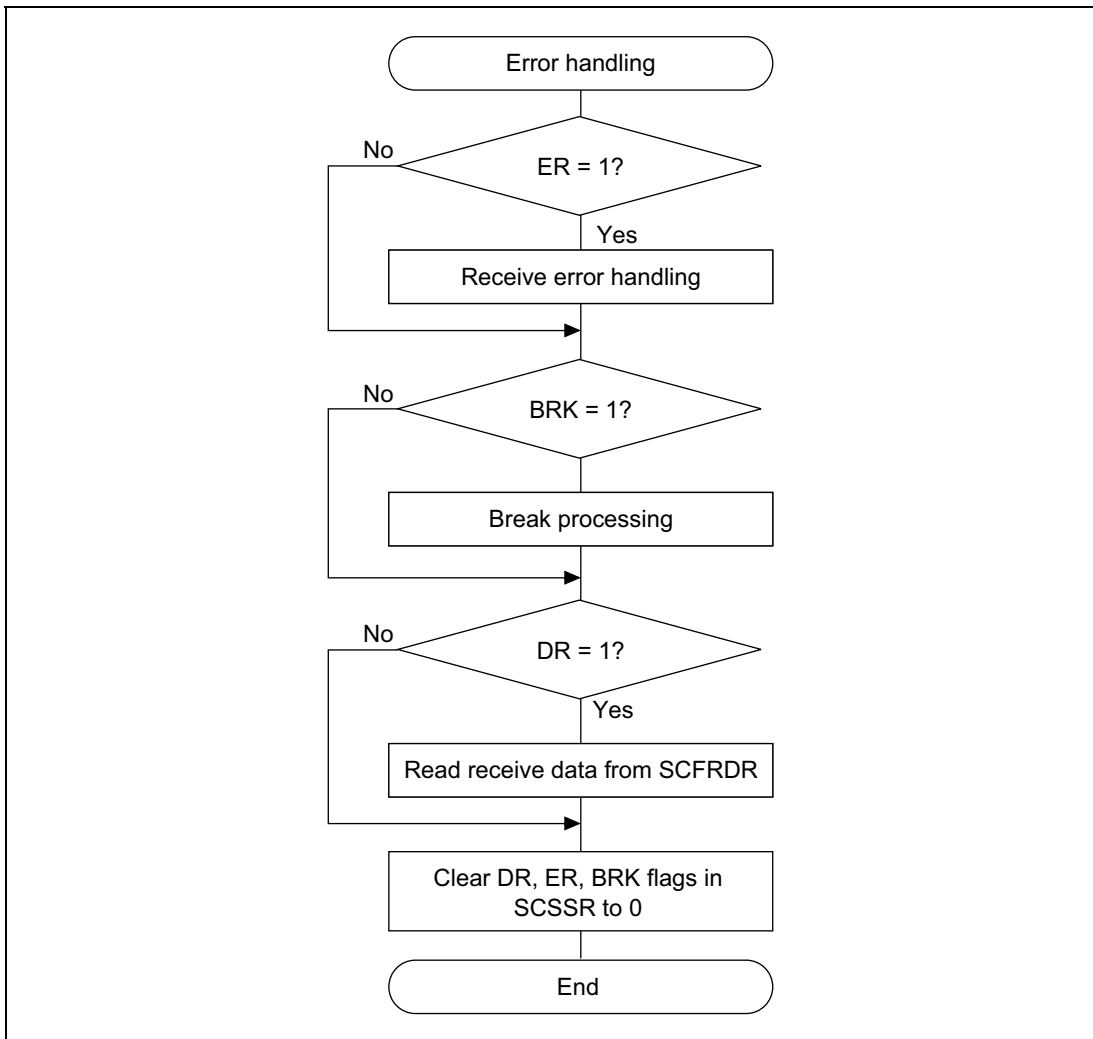 Error handling
No
ER = 1?
Yes
Receive error handling
No
BRK = 1?
Break processing
No
DR = 1?
Yes
Read receive data from SCFRDR
Clear DR, ER, BRK flags in
SCSSR to 0
End